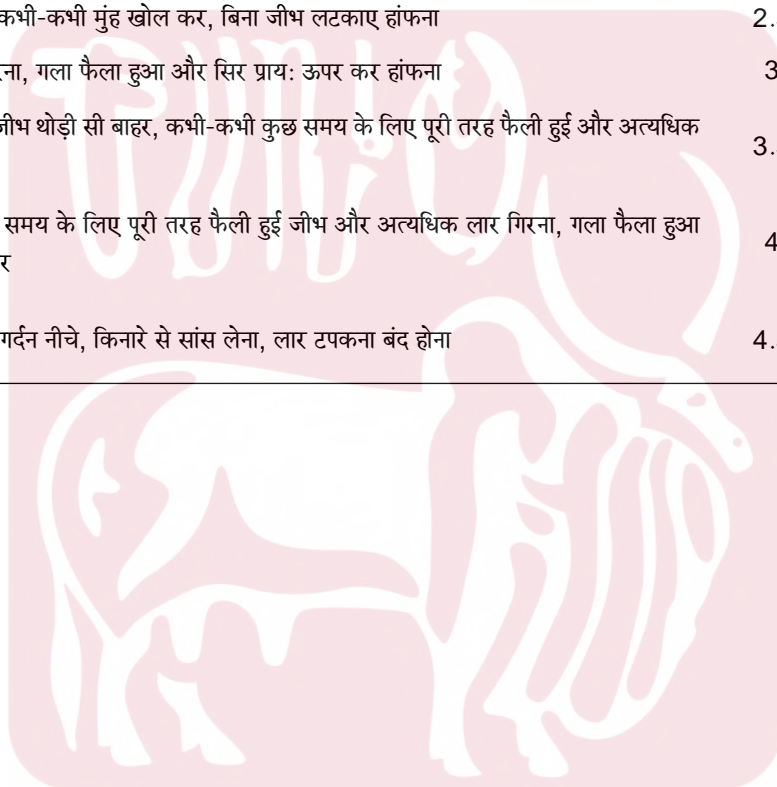 कभी-कभी मुंह खोल कर, बिना जीभ लटकाए हांफना 2.
रना, गला फैला हुआ और सिर प्राय: ऊपर कर हांफना 3
जीभ थोड़ी सी बाहर, कभी-कभी कुछ समय के लिए पूरी तरह फैली हुई और अत्यधिक 3.
समय के लिए पूरी तरह फैली हुई जीभ और अत्यधिक लार गिरना, गला फैला हुआ 4
र
गर्दन नीचे, किनारे से सांस लेना, लार टपकना बंद होना 4.